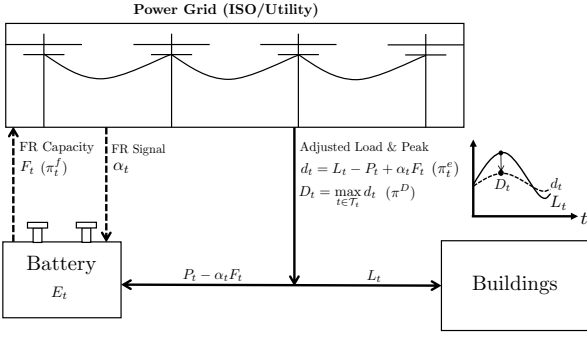 Power Grid (ISO/Utility)
FR Capacity
F_t (π_t^f)
FR Signal
α_t
Adjusted Load & Peak
d_t = L_t − P_t + α_t F_t (π_t^e)
D_t = max_{t∈𝒯_t} d_t (π^D)
D_t
d_t
L_t
t
Battery
E_t
P_t − α_t F_t
L_t
Buildings